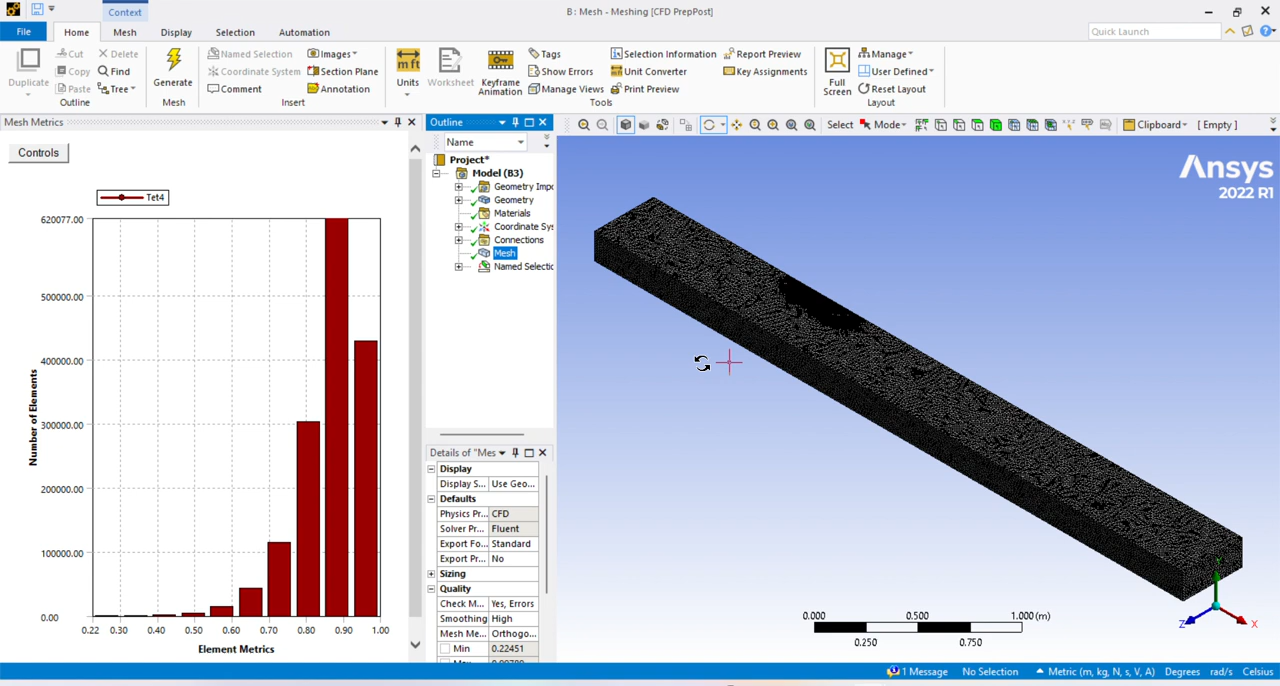 Context
B : Mesh - Meshing [CFD PrepPost]
File Home Mesh Display Selection Automation
Quick Launch
Duplicate
Cut
Copy
Paste
Delete
Find
Tree
Outline
Generate
Mesh
Named Selection
Coordinate System
Comment
Images
Section Plane
Annotation
Insert
Units
Worksheet
Keyframe
Animation
Tags
Show Errors
Manage Views
Selection Information
Unit Converter
Print Preview
Report Preview
Key Assignments
Tools
Full
Screen
Manage
User Defined
Reset Layout
Layout
Mesh Metrics
Controls
Tet4
620077.00
500000.00
400000.00
300000.00
200000.00
100000.00
0.00
Number of Elements
0.22 0.30 0.40 0.50 0.60 0.70 0.80 0.90 1.00
Element Metrics
Outline
Name
Project*
Model (B3)
Geometry Impo
Geometry
Materials
Coordinate Sys
Connections
Mesh
Named Selectio
Details of "Mes
Display
Display S... Use Geo...
Defaults
Physics Pr... CFD
Solver Pr... Fluent
Export Fo... Standard
Export Pr... No
Sizing
Quality
Check M... Yes, Errors
Smoothing High
Mesh Me... Orthogo...
Min 0.22451
Select Mode Clipboard [ Empty ]
Ansys
2022 R1
0.000 0.500 1.000 (m)
0.250 0.750
Y
Z X
1 Message No Selection Metric (m, kg, N, s, V, A) Degrees rad/s Celsius